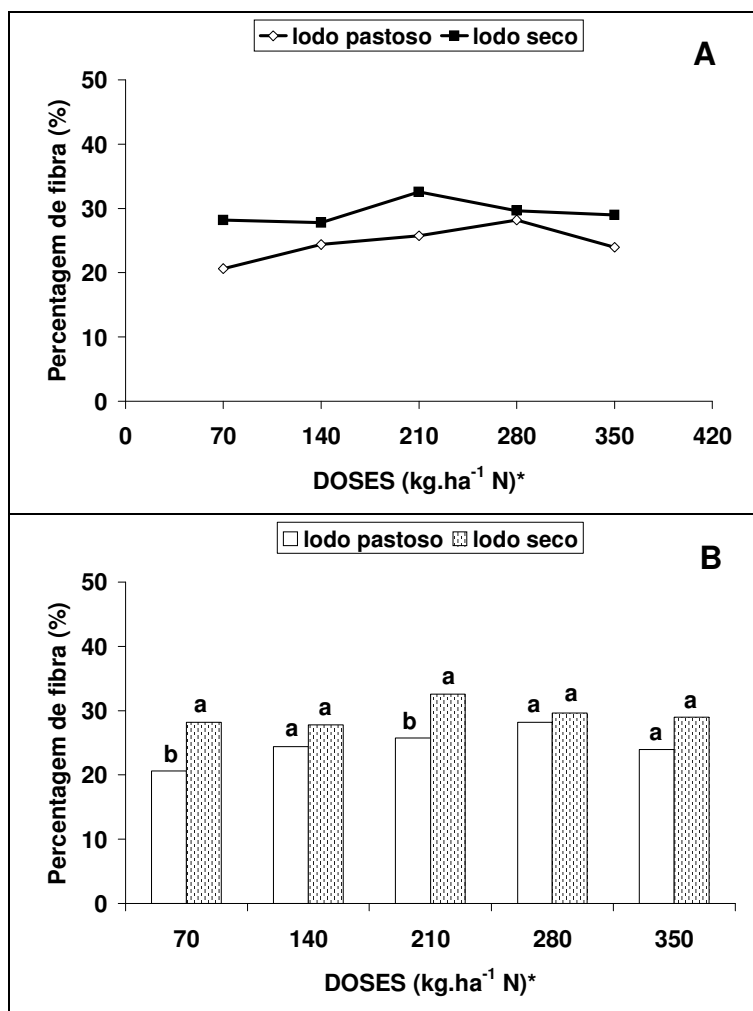 lodo pastoso lodo seco
A
Percentagem de fibra (%)
50
40
30
20
10
0
0 70 140 210 280 350 420
DOSES (kg.ha-1 N)*
lodo pastoso lodo seco
B
Percentagem de fibra (%)
50
40
30
20
10
0
b a a a b a a a a a
70 140 210 280 350
DOSES (kg.ha-1 N)*